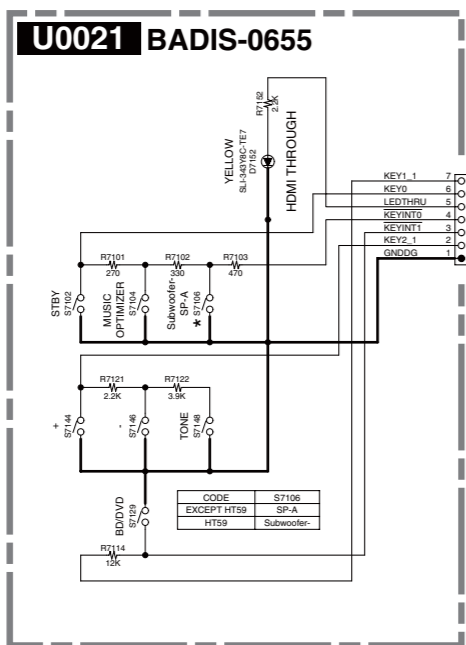 U0021 BADIS-0655
R7152
2.2K
YELLOW
SLI-343Y8C-TE7
D7152
HDMI THROUGH
KEY1_1 7
KEY0 6
LEDTHRU 5
KEYINT0 4
KEYINT1 3
KEY2_1 2
GNDDG 1
R7101
270
R7102
330
R7103
470
STBY
S7102
MUSIC
OPTIMIZER
S7104
Subwoofer-
SP-A
* S7106
R7121
2.2K
R7122
3.9K
+
S7144
-
S7146
TONE
S7148
BD/DVD
S7129
CODE S7106
EXCEPT HT59 SP-A
HT59 Subwoofer-
R7114
12K